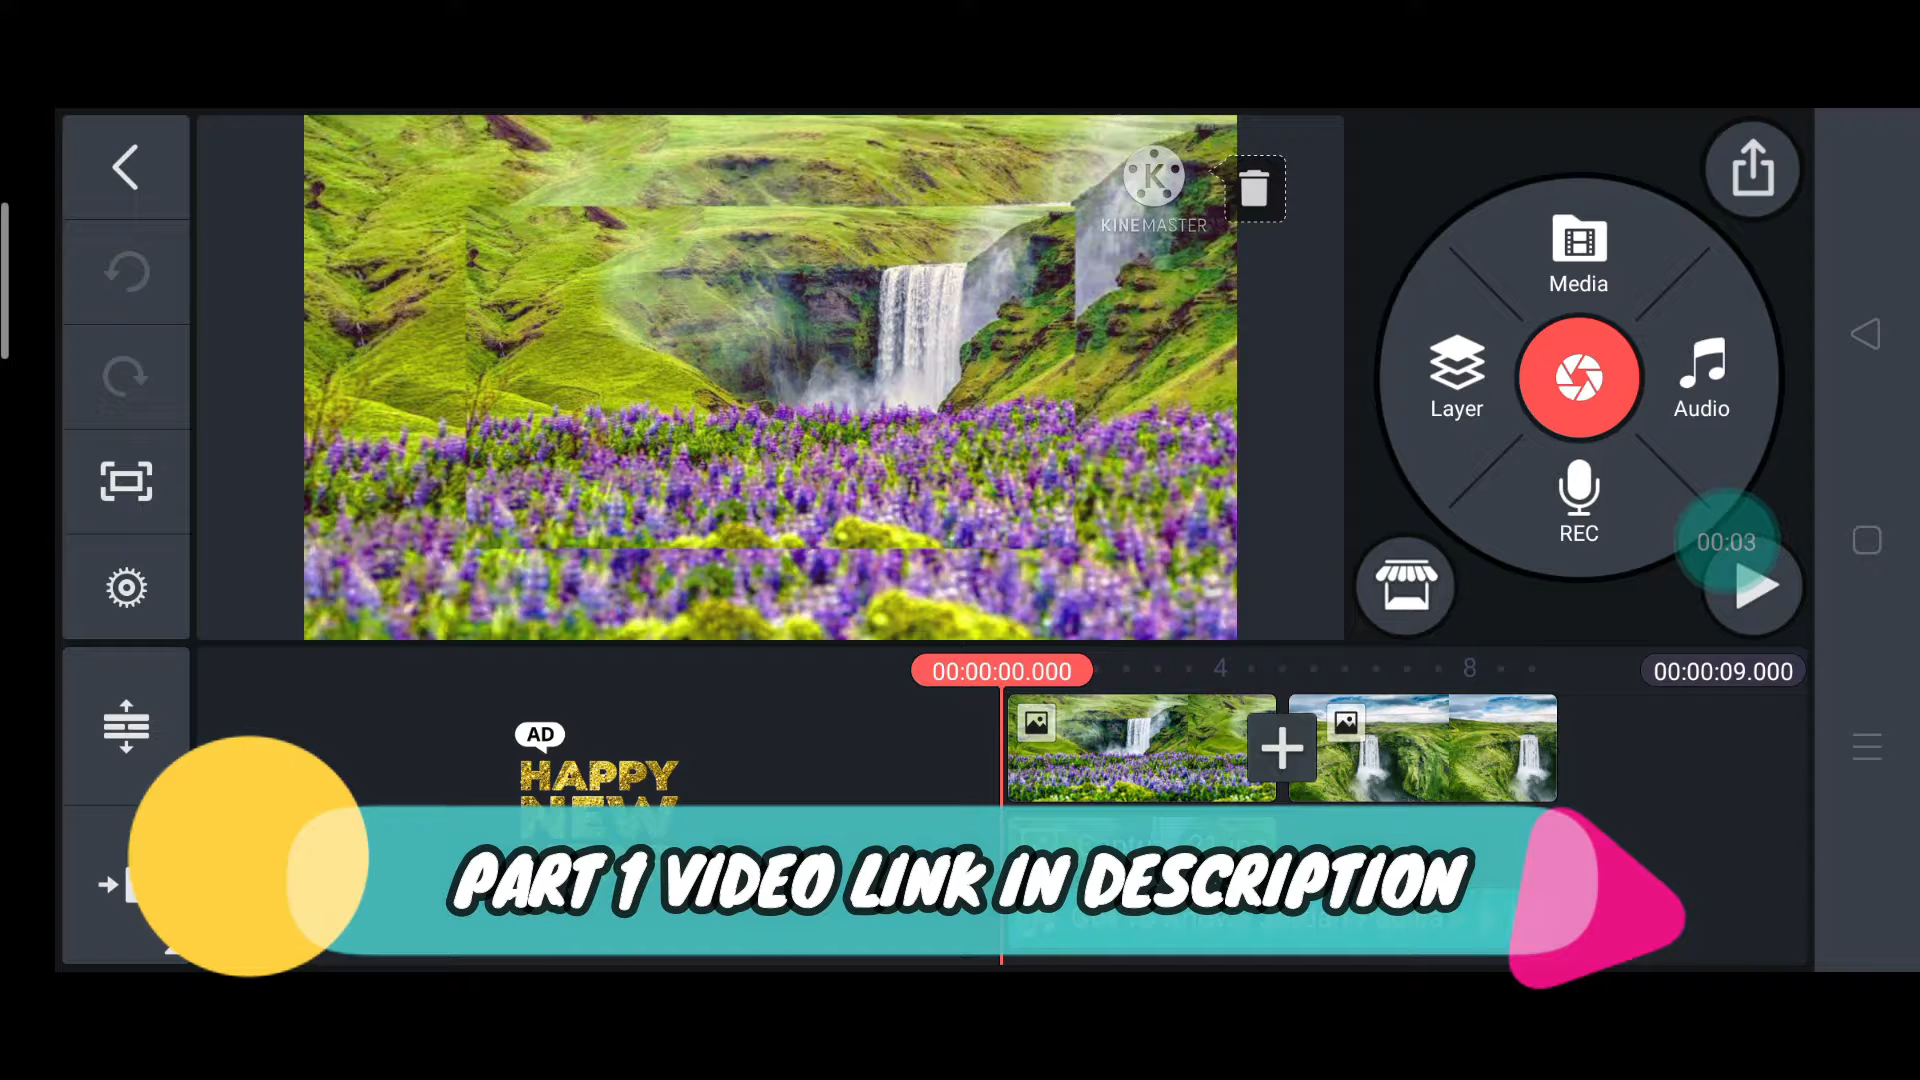 KINEMASTER
Media
Layer
Audio
REC
00:03
00:00:00.000
4
8
00:00:09.000
AD
HAPPY
NEW
PART 1 VIDEO LINK IN DESCRIPTION